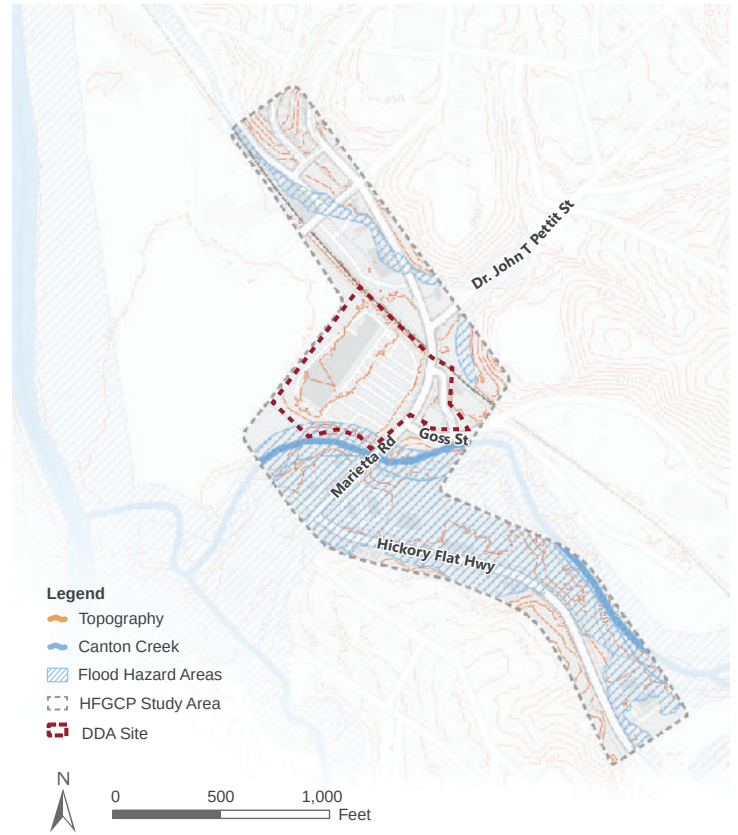 Dr. John T Pettit St
Goss St
Marietta Rd
Hickory Flat Hwy
Legend
Topography
Canton Creek
Flood Hazard Areas
HFGCP Study Area
DDA Site
N
0 500 1,000
Feet